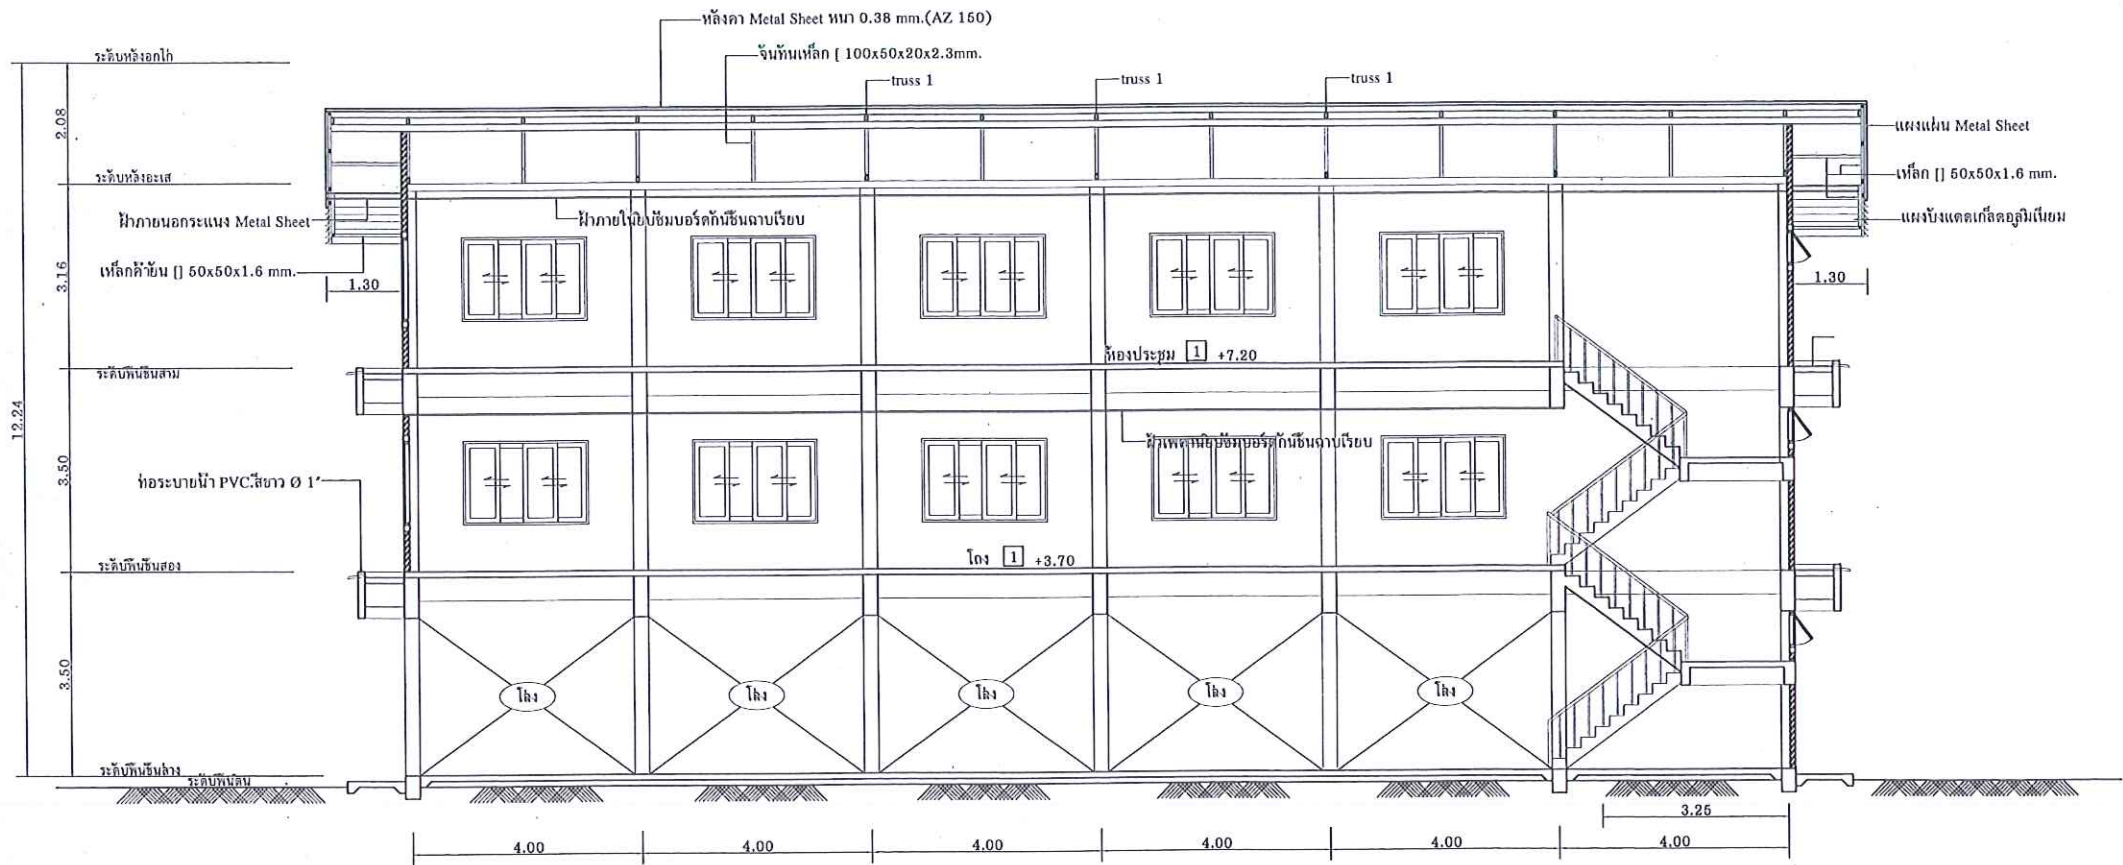 หลังคา Metal Sheet หนา 0.38 mm.(AZ 150)
จันทันเหล็ก [ 100x50x20x2.3mm.
truss 1
truss 1
truss 1
ระดับหลังอกไก่
2.08
แผงแผ่น Metal Sheet
ระดับหลังอะเส
เหล็ก [] 50x50x1.6 mm.
ฝ้าภายนอกระแนง Metal Sheet
ฝ้าภายในยิบซั่มบอร์ดกันชื้นฉาบเรียบ
แผงบังแดดเกล็ดอลูมิเนียม
เหล็กค้ำยัน [] 50x50x1.6 mm.
3.16
1.30
1.30
ห้องประชุม 1 +7.20
ระดับพื้นชั้นสาม
12.24
ฝ้าเพดานยิบซั่มบอร์ดกันชื้นฉาบเรียบ
3.50
ท่อระบายน้ำ PVC.สีขาว Ø 1"
โถง 1 +3.70
ระดับพื้นชั้นสอง
3.50
โล่ง
โล่ง
โล่ง
โล่ง
โล่ง
ระดับพื้นชั้นล่าง
ระดับพื้นดิน
3.25
4.00
4.00
4.00
4.00
4.00
4.00